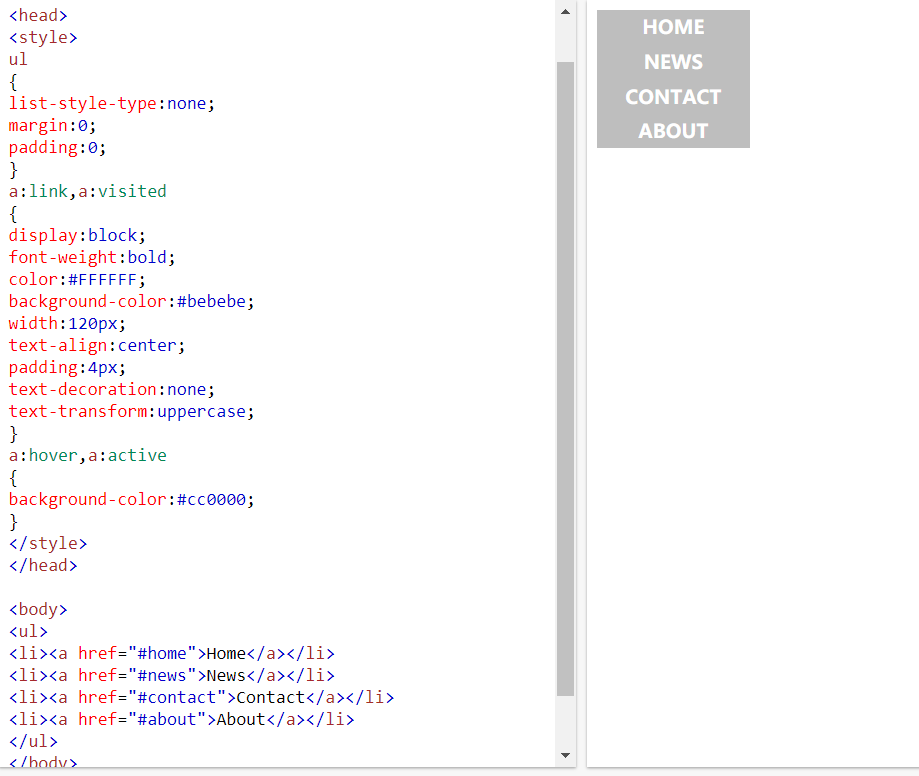 <head>
<style>
ul
{
list-style-type:none;
margin:0;
padding:0;
}
a:link,a:visited
{
display:block;
font-weight:bold;
color:#FFFFFF;
background-color:#bebebe;
width:120px;
text-align:center;
padding:4px;
text-decoration:none;
text-transform:uppercase;
}
a:hover,a:active
{
background-color:#cc0000;
}
</style>
</head>

<body>
<ul>
<li><a href="#home">Home</a></li>
<li><a href="#news">News</a></li>
<li><a href="#contact">Contact</a></li>
<li><a href="#about">About</a></li>
</ul>
</body>
HOME
NEWS
CONTACT
ABOUT